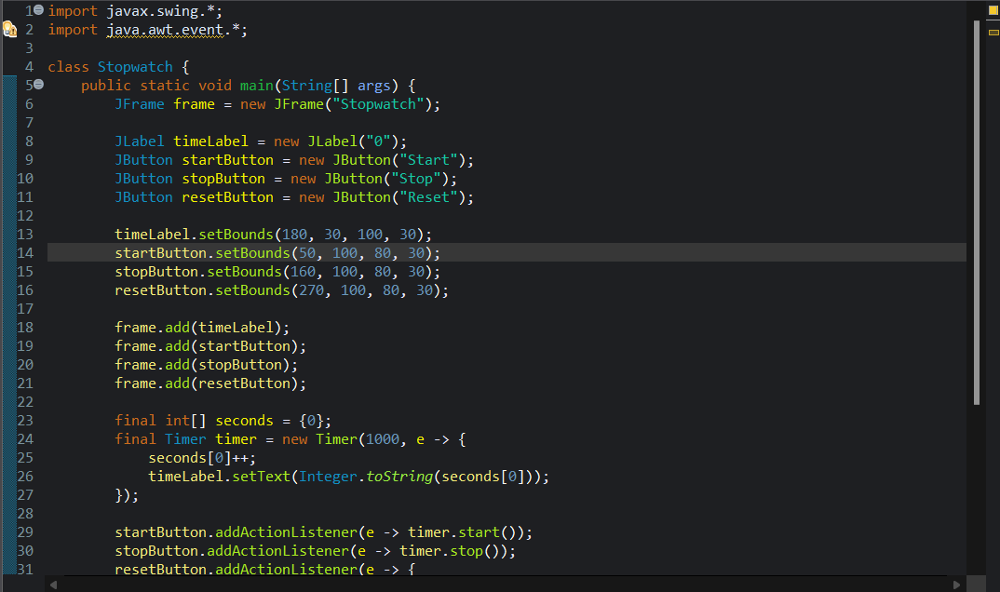 1 import javax.swing.*;
2 import java.awt.event.*;
3
4 class Stopwatch {
5     public static void main(String[] args) {
6         JFrame frame = new JFrame("Stopwatch");
7
8         JLabel timeLabel = new JLabel("0");
9         JButton startButton = new JButton("Start");
10         JButton stopButton = new JButton("Stop");
11         JButton resetButton = new JButton("Reset");
12
13         timeLabel.setBounds(180, 30, 100, 30);
14         startButton.setBounds(50, 100, 80, 30);
15         stopButton.setBounds(160, 100, 80, 30);
16         resetButton.setBounds(270, 100, 80, 30);
17
18         frame.add(timeLabel);
19         frame.add(startButton);
20         frame.add(stopButton);
21         frame.add(resetButton);
22
23         final int[] seconds = {0};
24         final Timer timer = new Timer(1000, e -> {
25             seconds[0]++;
26             timeLabel.setText(Integer.toString(seconds[0]));
27         });
28
29         startButton.addActionListener(e -> timer.start());
30         stopButton.addActionListener(e -> timer.stop());
31         resetButton.addActionListener(e -> {